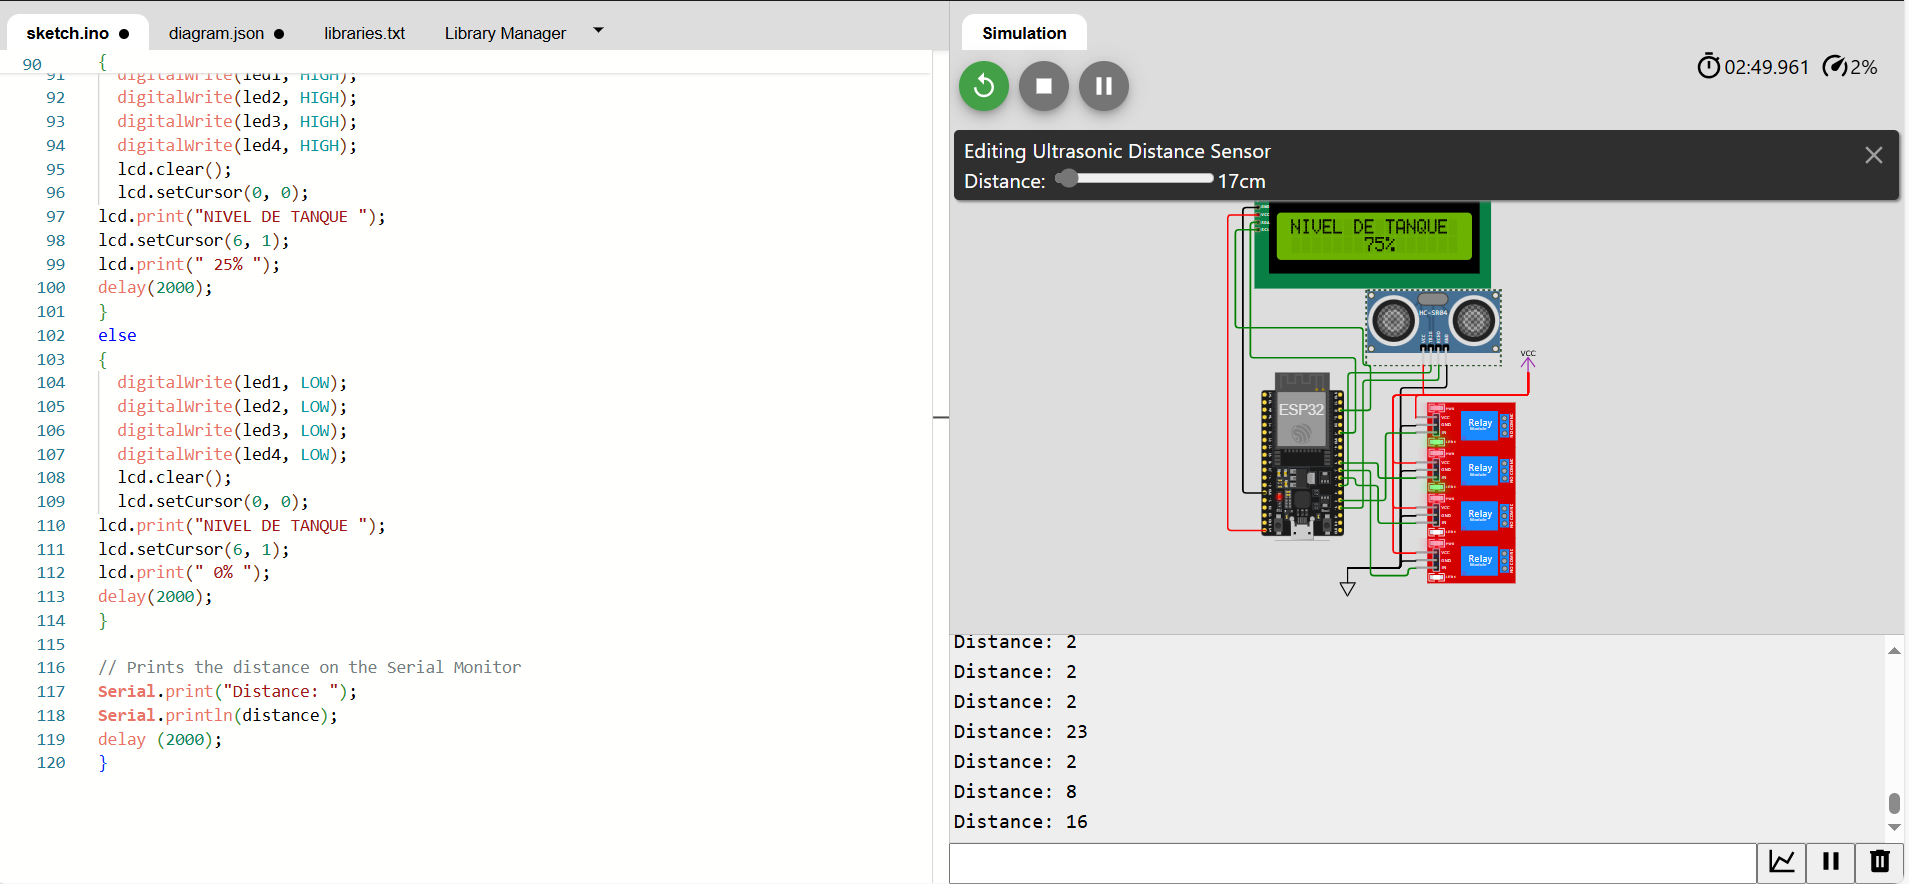 sketch.ino ●
diagram.json ●
libraries.txt
Library Manager
90 {
91 digitalWrite(led1, HIGH);
92 digitalWrite(led2, HIGH);
93 digitalWrite(led3, HIGH);
94 digitalWrite(led4, HIGH);
95 lcd.clear();
96 lcd.setCursor(0, 0);
97 lcd.print("NIVEL DE TANQUE ");
98 lcd.setCursor(6, 1);
99 lcd.print(" 25% ");
100 delay(2000);
101 }
102 else
103 {
104 digitalWrite(led1, LOW);
105 digitalWrite(led2, LOW);
106 digitalWrite(led3, LOW);
107 digitalWrite(led4, LOW);
108 lcd.clear();
109 lcd.setCursor(0, 0);
110 lcd.print("NIVEL DE TANQUE ");
111 lcd.setCursor(6, 1);
112 lcd.print(" 0% ");
113 delay(2000);
114 }
115
116 // Prints the distance on the Serial Monitor
117 Serial.print("Distance: ");
118 Serial.println(distance);
119 delay (2000);
120 }
Simulation
02:49.961 2%
Editing Ultrasonic Distance Sensor
Distance: 17cm
NIVEL DE TANQUE
75%
HC-SR04
VCC
ESP32
Relay
Module
Relay
Module
Relay
Module
Relay
Module
Distance: 2
Distance: 2
Distance: 2
Distance: 23
Distance: 2
Distance: 8
Distance: 16